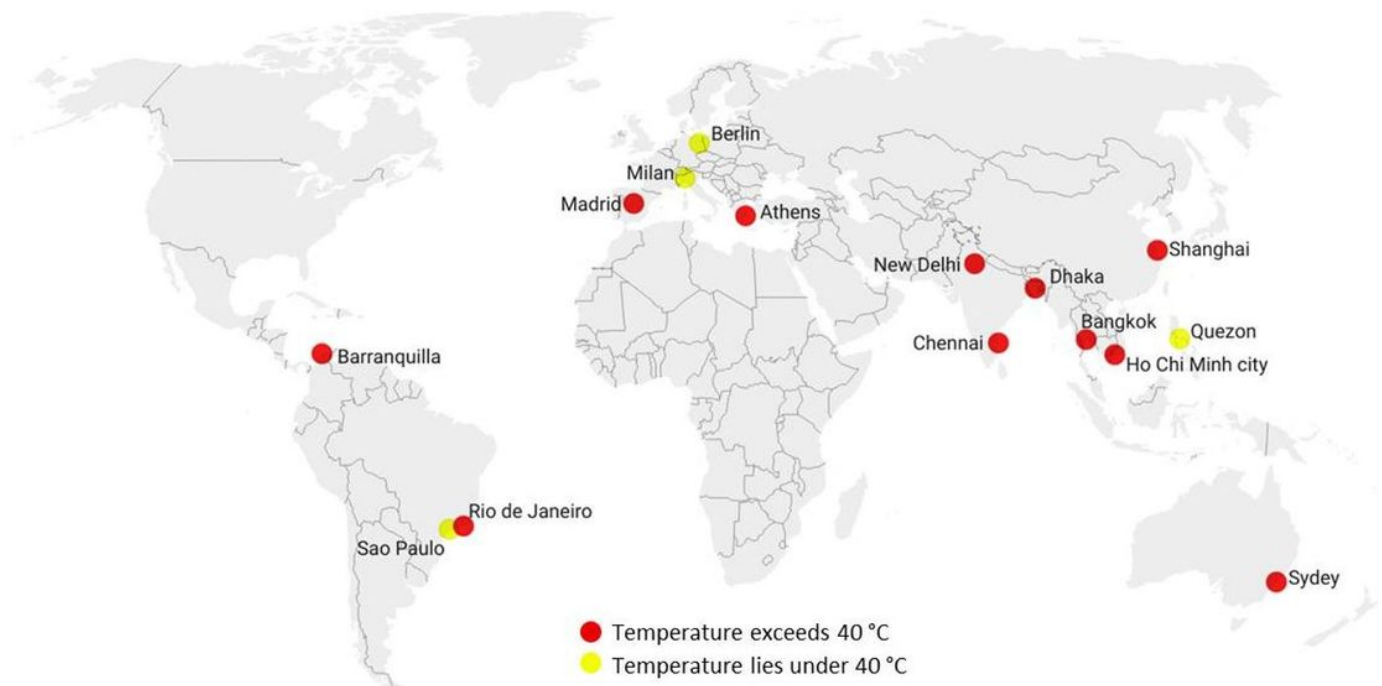 Berlin
Milan
Madrid
Athens
Shanghai
New Delhi
Dhaka
Bangkok
Quezon
Chennai
Ho Chi Minh city
Barranquilla
Rio de Janeiro
Sao Paulo
Sydey
Temperature exceeds 40 °C
Temperature lies under 40 °C